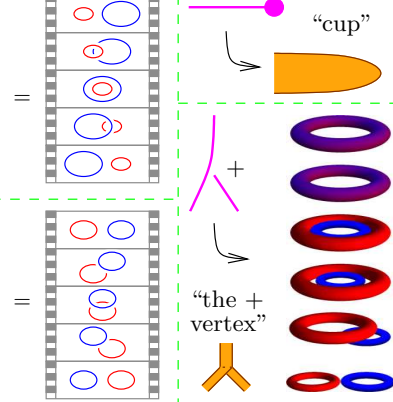 =
“cup”
+
=
“the +
vertex”